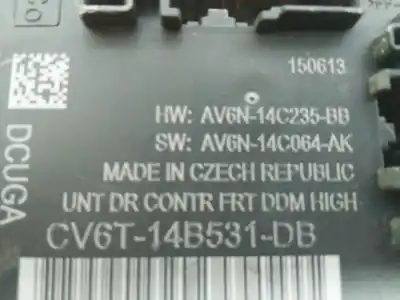 150613
HW: AV6N-14C235-BB
SW: AV6N-14C064-AK
MADE IN CZECH REPUBLIC
UNT DR CONTR FRT DDM HIGH
CV6T-14B531-DB
DCUGA